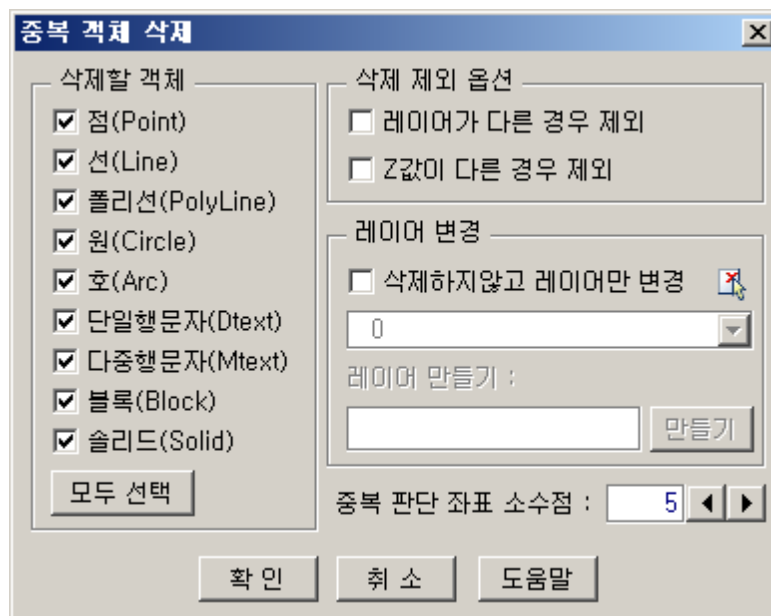 중복 객체 삭제
삭제할 객체
점(Point)
선(Line)
폴리선(PolyLine)
원(Circle)
호(Arc)
단일행문자(Dtext)
다중행문자(Mtext)
블록(Block)
솔리드(Solid)
모두 선택
삭제 제외 옵션
레이어가 다른 경우 제외
Z값이 다른 경우 제외
레이어 변경
삭제하지않고 레이어만 변경
0
레이어 만들기 :
만들기
중복 판단 좌표 소수점 : 5
확 인 취 소 도움말